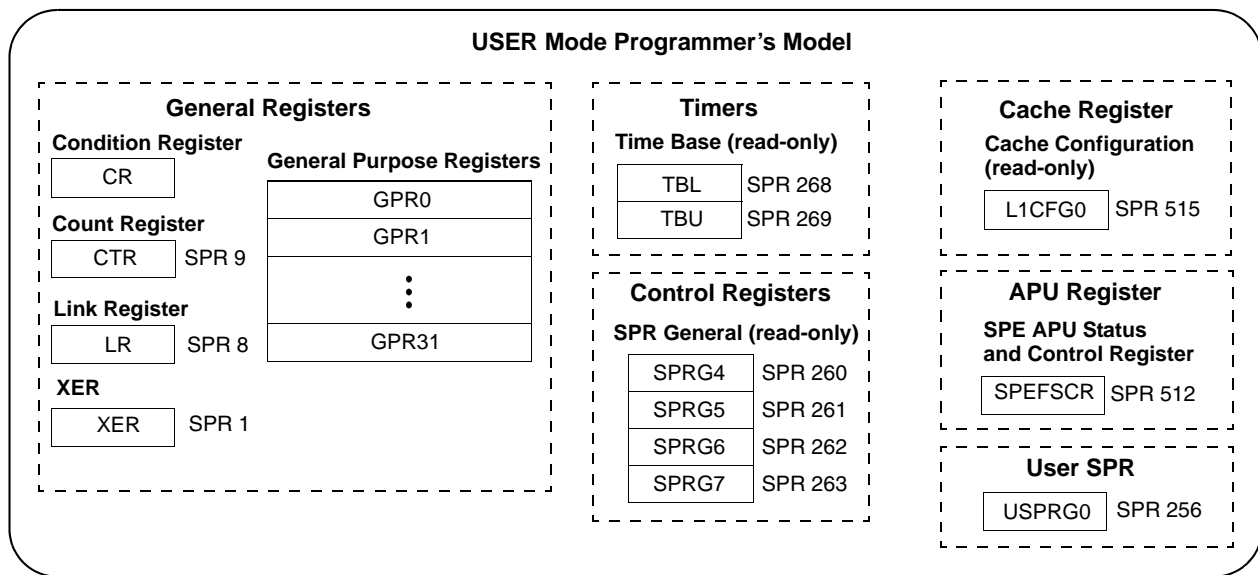 USER Mode Programmer’s Model
General Registers
Condition Register
CR
Count Register
CTR SPR 9
Link Register
LR SPR 8
XER
XER SPR 1
General Purpose Registers
GPR0
GPR1
GPR31
Timers
Time Base (read-only)
TBL SPR 268
TBU SPR 269
Control Registers
SPR General (read-only)
SPRG4 SPR 260
SPRG5 SPR 261
SPRG6 SPR 262
SPRG7 SPR 263
Cache Register
Cache Configuration
(read-only)
L1CFG0 SPR 515
APU Register
SPE APU Status
and Control Register
SPEFSCR SPR 512
User SPR
USPRG0 SPR 256